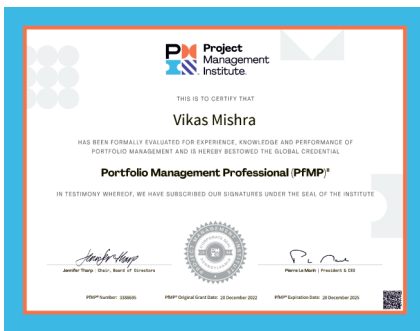 Project
Management
Institute.
THIS IS TO CERTIFY THAT
Vikas Mishra
HAS BEEN FORMALLY EVALUATED FOR EXPERIENCE, KNOWLEDGE AND PERFORMANCE OF
PORTFOLIO MANAGEMENT AND IS HEREBY BESTOWED THE GLOBAL CREDENTIAL
Portfolio Management Professional (PfMP)®
IN TESTIMONY WHEREOF, WE HAVE SUBSCRIBED OUR SIGNATURES UNDER THE SEAL OF THE INSTITUTE
Jennifer Tharp | Chair, Board of Directors
Pierre Le Manh | President & CEO
PfMP® Original Grant Date: 28 December 2022
PfMP® Expiration Date: 28 December 2025